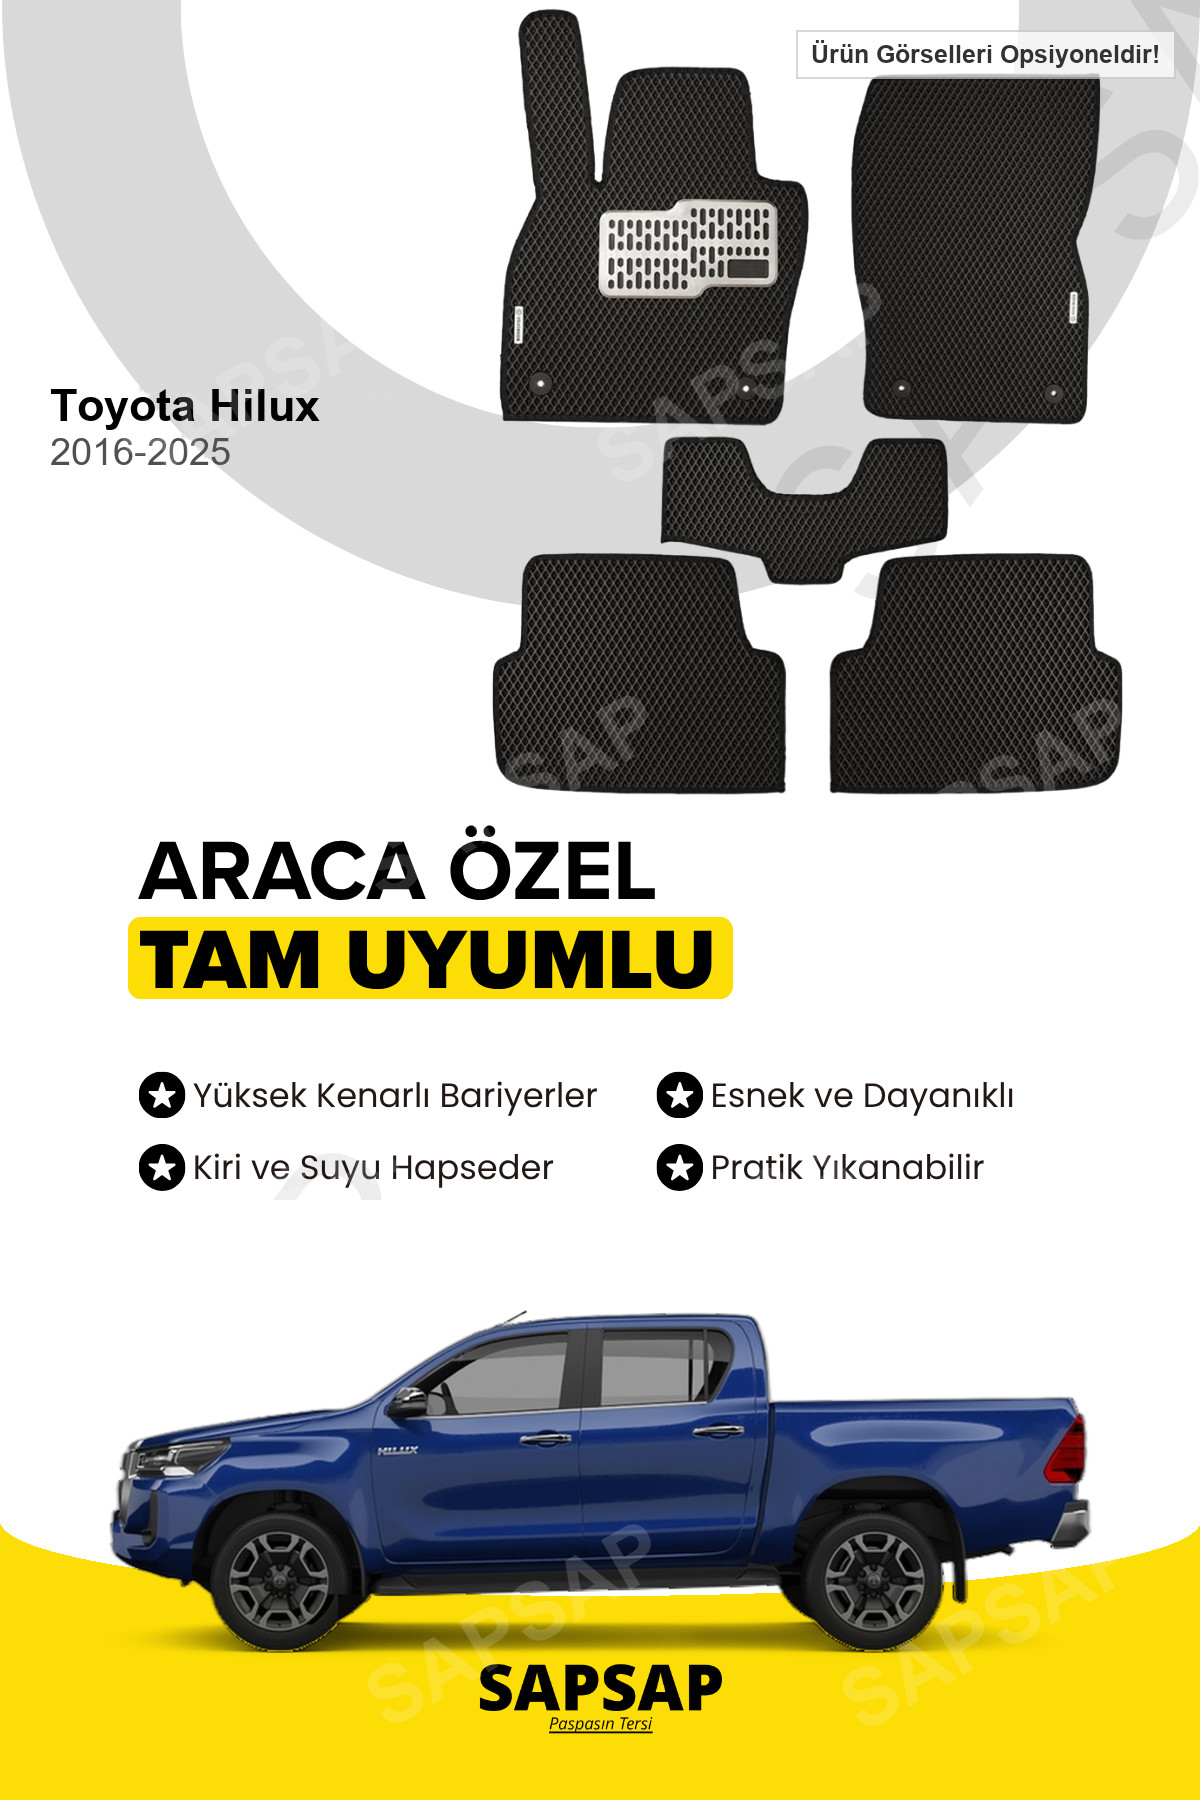 Ürün Görselleri Opsiyoneldir!
Toyota Hilux
2016-2025
ARACA ÖZEL
TAM UYUMLU
Yüksek Kenarlı Bariyerler
Esnek ve Dayanıklı
Kiri ve Suyu Hapseder
Pratik Yıkanabilir
HILUX
SAPSAP
Paspasın Tersi